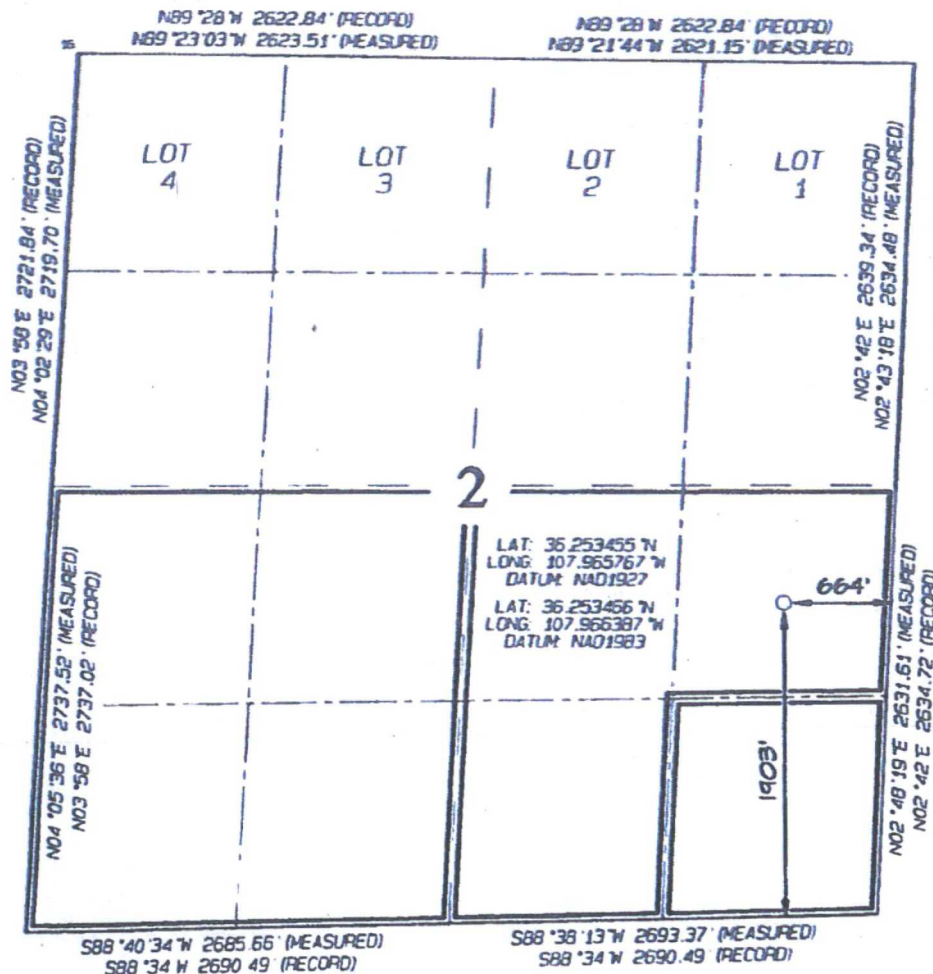 N89°28'W 2622.84' (RECORD)
N89°23'03"W 2623.51' (MEASURED)
N89°28'W 2622.84' (RECORD)
N89°21'44"W 2621.15' (MEASURED)
LOT
4
LOT
3
LOT
2
LOT
1
N03°58'E 2721.84' (RECORD)
N04°02'29"E 2719.70' (MEASURED)
N02°42'E 2639.34' (RECORD)
N02°43'18"E 2634.48' (MEASURED)
2
LAT: 36.253455°N
LONG: 107.965767°W
DATUM: NAD1927
LAT: 36.253466°N
LONG: 107.966387°W
DATUM: NAD1983
664'
1903'
N04°05'36"E 2737.52' (MEASURED)
N03°58'E 2737.02' (RECORD)
N02°48'19"E 2631.61' (MEASURED)
N02°42'E 2634.72' (RECORD)
S88°40'34"W 2685.66' (MEASURED)
S88°34'W 2690.49' (RECORD)
S88°38'13"W 2693.37' (MEASURED)
S88°34'W 2690.49' (RECORD)